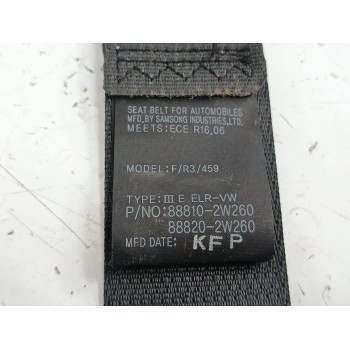 SEAT BELT FOR AUTOMOBILES
MFD.BY SAMSONG INDUSTRIES,LTD.
MEETS:ECE R16,06
MODEL:F/R3/459
TYPE:III E ELR-VW
P/NO:88810-2W260
88820-2W260
MFD DATE: KFP